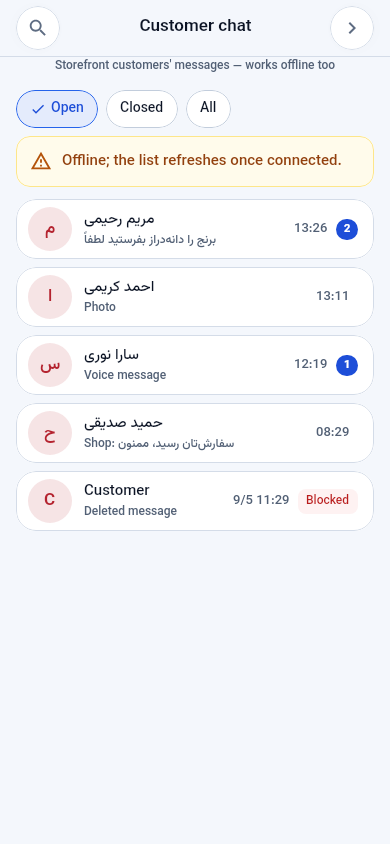 Customer chat
Storefront customers' messages — works offline too
Open
Closed
All
Offline; the list refreshes once connected.
م
مریم رحیمی
برنج را دانه‌دراز بفرستید لطفاً
13:26
2
ا
احمد کریمی
Photo
13:11
س
سارا نوری
Voice message
12:19
1
ح
حمید صدیقی
Shop: سفارش‌تان رسید، ممنون
08:29
C
Customer
Deleted message
9/5 11:29
Blocked